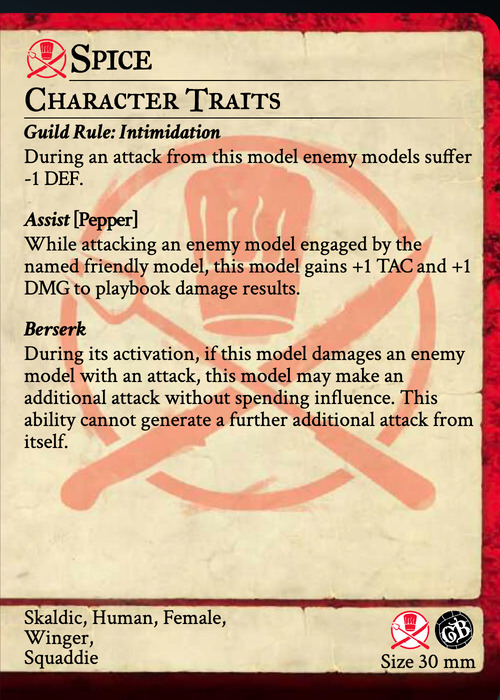 Spice
Character Traits
Guild Rule: Intimidation
During an attack from this model enemy models suffer
-1 DEF.
Assist [Pepper]
While attacking an enemy model engaged by the
named friendly model, this model gains +1 TAC and +1
DMG to playbook damage results.
Berserk
During its activation, if this model damages an enemy
model with an attack, this model may make an
additional attack without spending influence. This
ability cannot generate a further additional attack from
itself.
Skaldic, Human, Female,
Winger,
Squaddie
GB
Size 30 mm